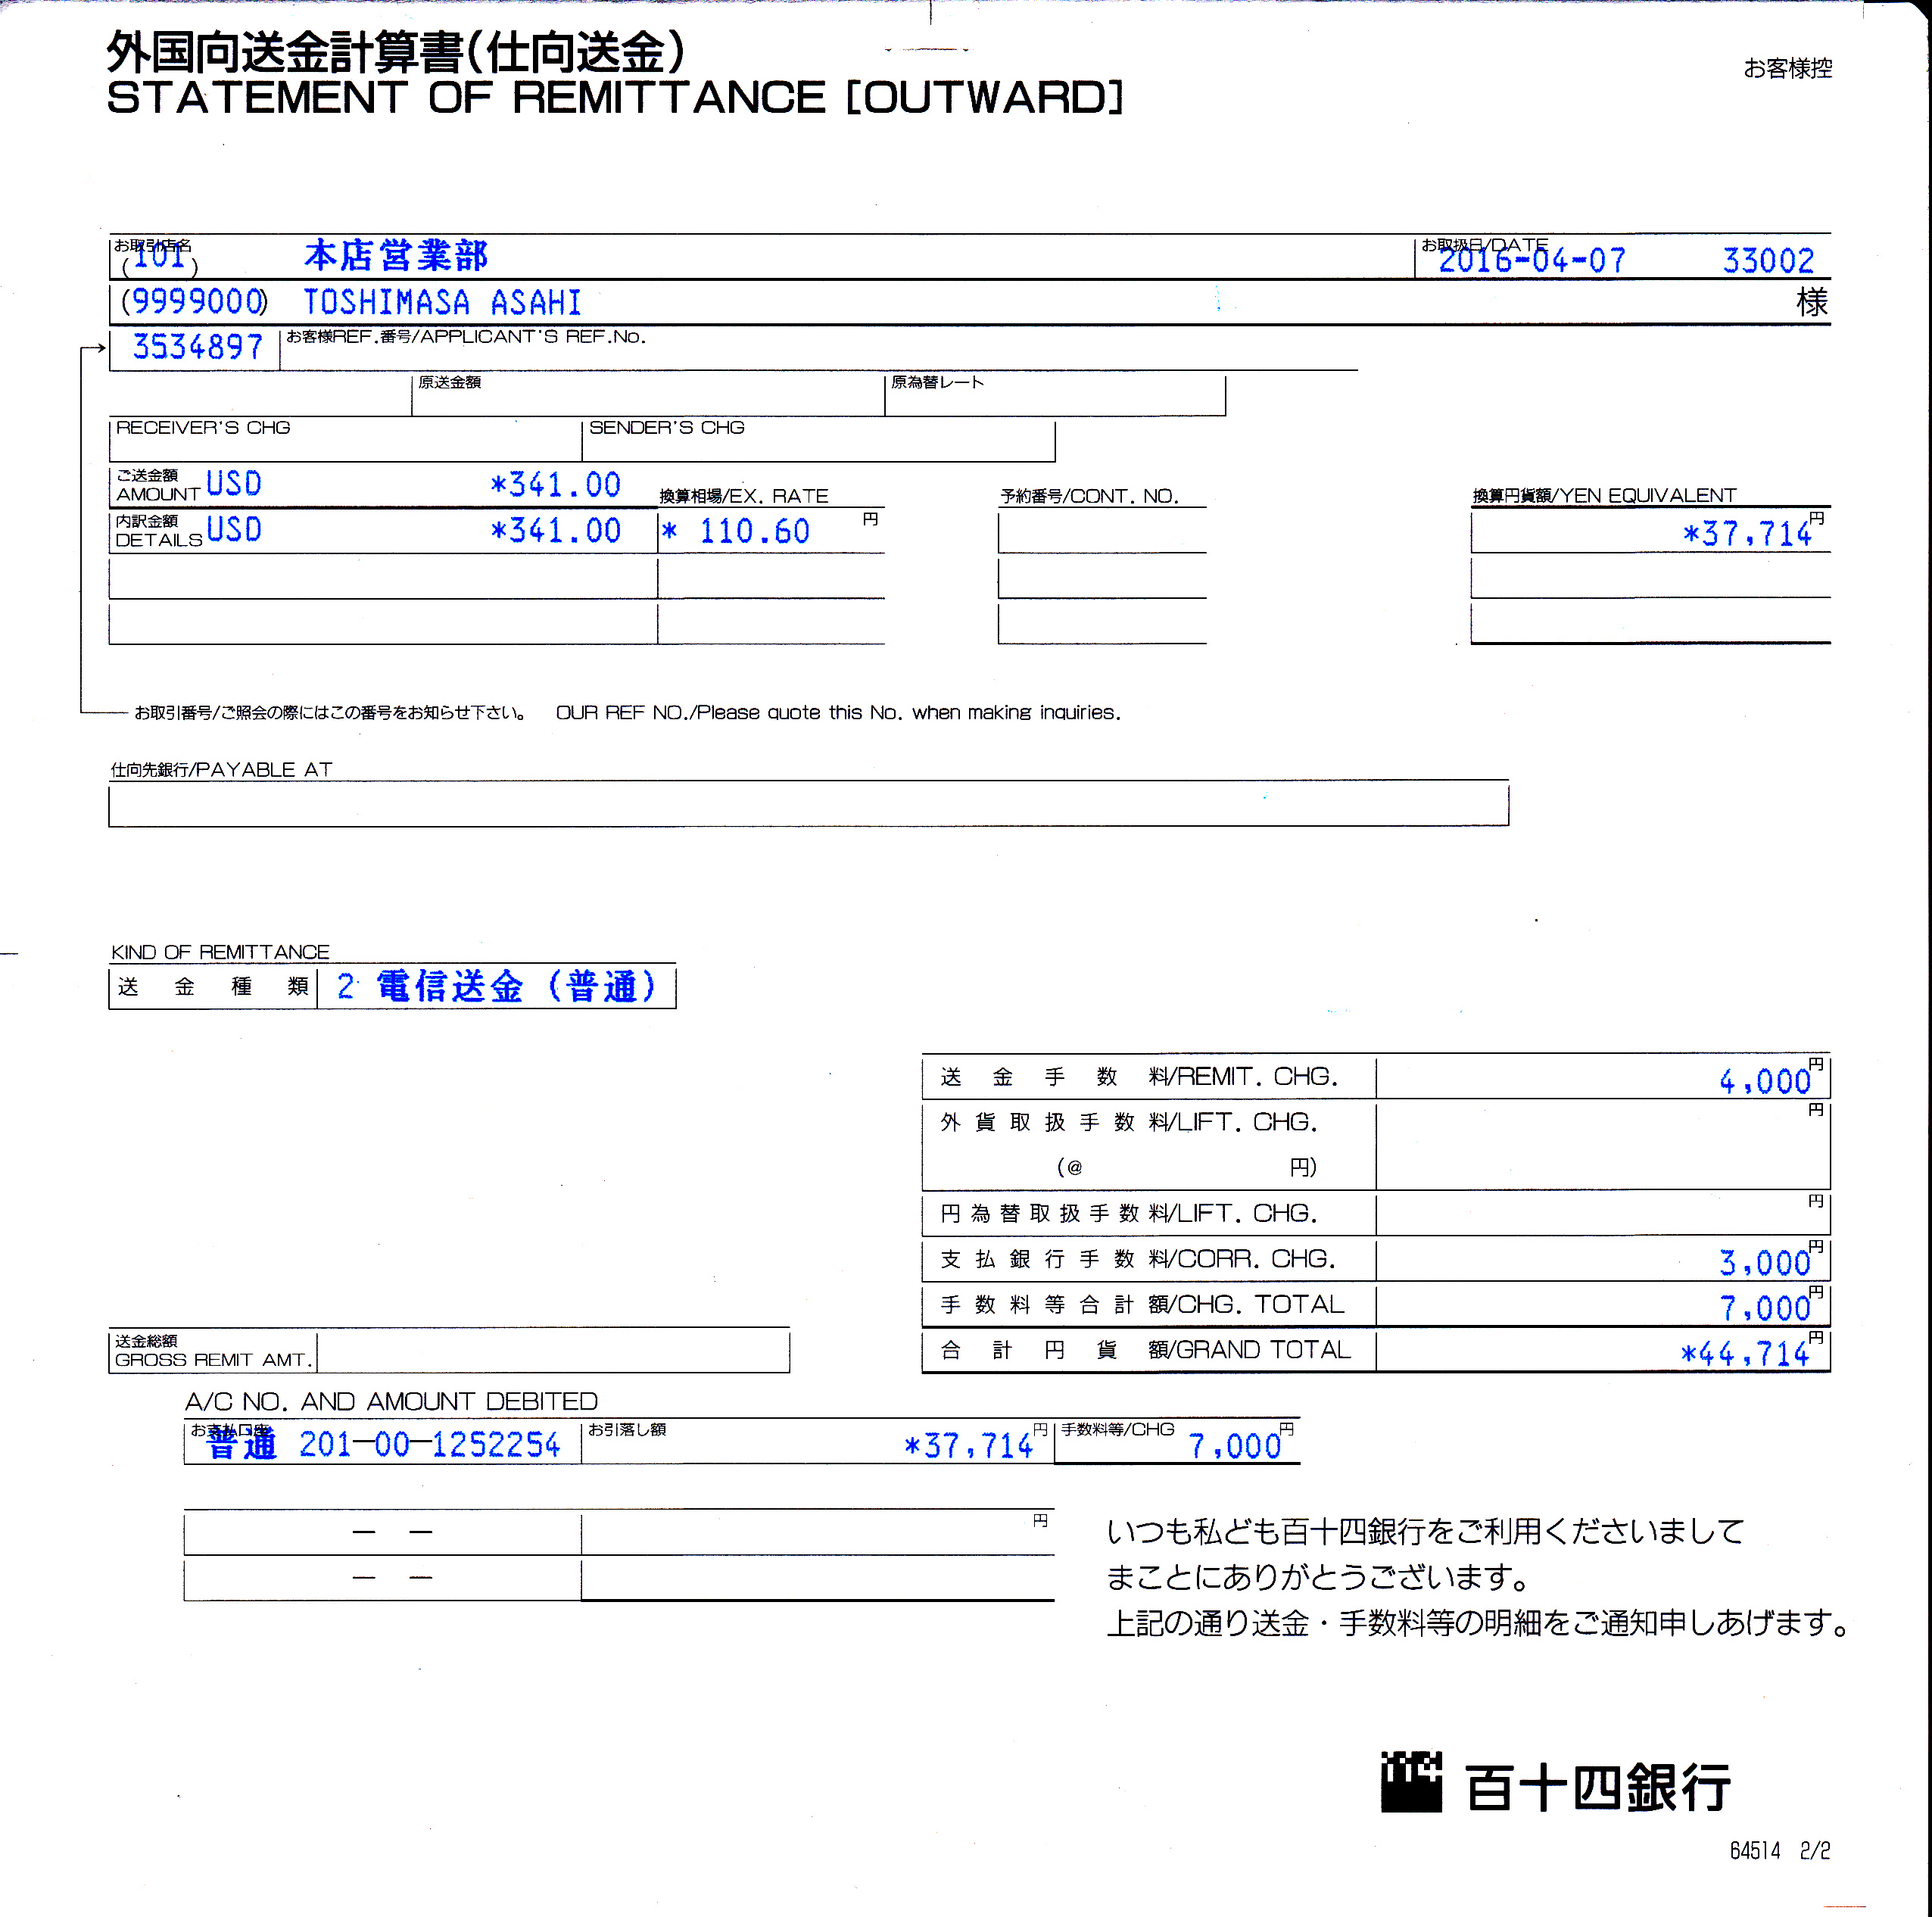 外国向送金計算書(仕向送金)
お客様控
STATEMENT OF REMITTANCE [OUTWARD]
お取引店名 お取扱日/DATE
(101) 本店営業部 2016-04-07 33002
(9999000) TOSHIMASA ASAHI 様
3534897 お客様REF.番号/APPLICANT'S REF.No.
原送金額 原為替レート
RECEIVER'S CHG SENDER'S CHG
ご送金額
AMOUNT USD *341.00 換算相場/EX. RATE 予約番号/CONT. NO. 換算円貨額/YEN EQUIVALENT
内訳金額
DETAILS USD *341.00 * 110.60 円 *37,714 円
お取引番号/ご照会の際にはこの番号をお知らせ下さい。 OUR REF NO./Please quote this No. when making inquiries.
仕向先銀行/PAYABLE AT
KIND OF REMITTANCE
送金種類 2 電信送金(普通)
送金手数料/REMIT. CHG. 4,000 円
外貨取扱手数料/LIFT. CHG. 円
(@ 円)
円為替取扱手数料/LIFT. CHG. 円
支払銀行手数料/CORR. CHG. 3,000 円
手数料等合計額/CHG. TOTAL 7,000 円
送金総額
GROSS REMIT AMT.
合計円貨額/GRAND TOTAL *44,714 円
A/C NO. AND AMOUNT DEBITED
お支払口座 お引落し額 手数料等/CHG
普通 201-00-1252254 *37,714 円 7,000 円
— — 円
— —
いつも私ども百十四銀行をご利用くださいまして
まことにありがとうございます。
上記の通り送金・手数料等の明細をご通知申しあげます。
百十四銀行
64514 2/2